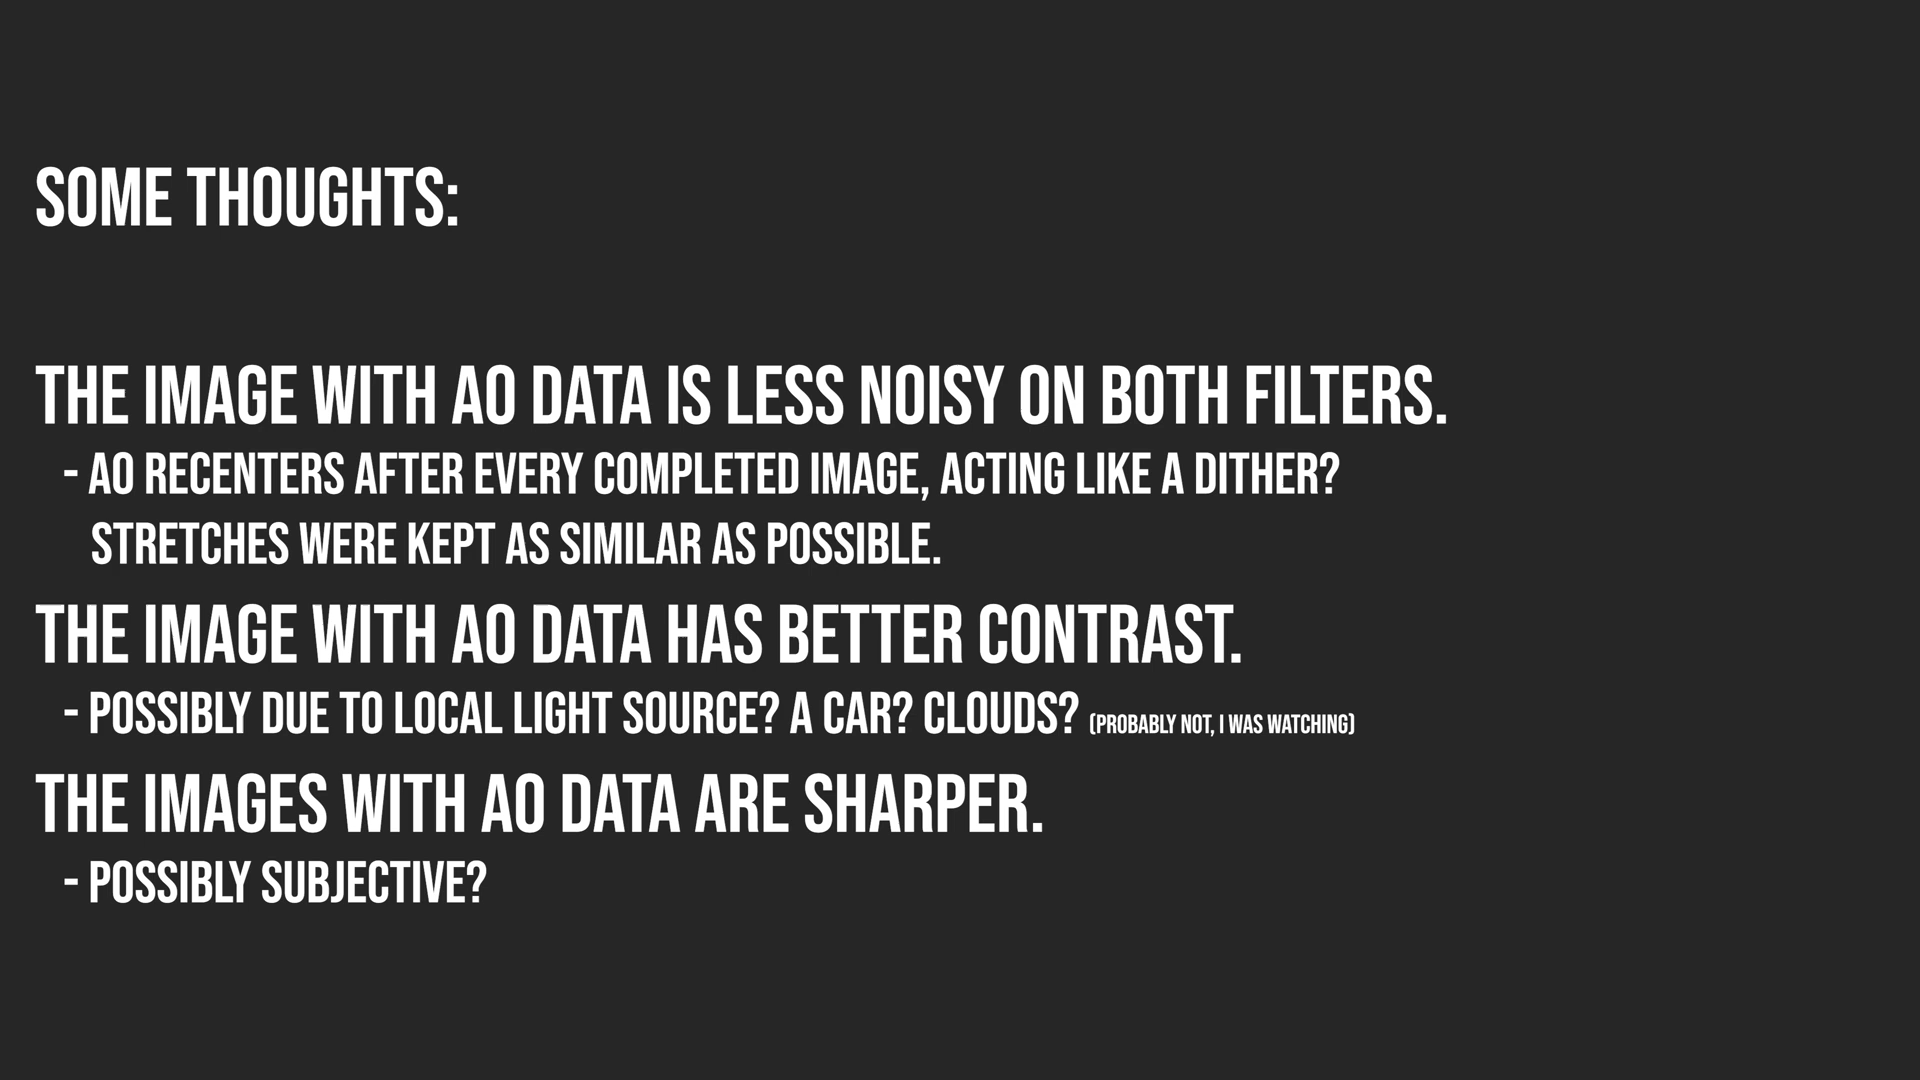 SOME THOUGHTS:
THE IMAGE WITH AO DATA IS LESS NOISY ON BOTH FILTERS.
- AO RECENTERS AFTER EVERY COMPLETED IMAGE, ACTING LIKE A DITHER?
STRETCHES WERE KEPT AS SIMILAR AS POSSIBLE.
THE IMAGE WITH AO DATA HAS BETTER CONTRAST.
- POSSIBLY DUE TO LOCAL LIGHT SOURCE? A CAR? CLOUDS? (PROBABLY NOT, I WAS WATCHING)
THE IMAGES WITH AO DATA ARE SHARPER.
- POSSIBLY SUBJECTIVE?